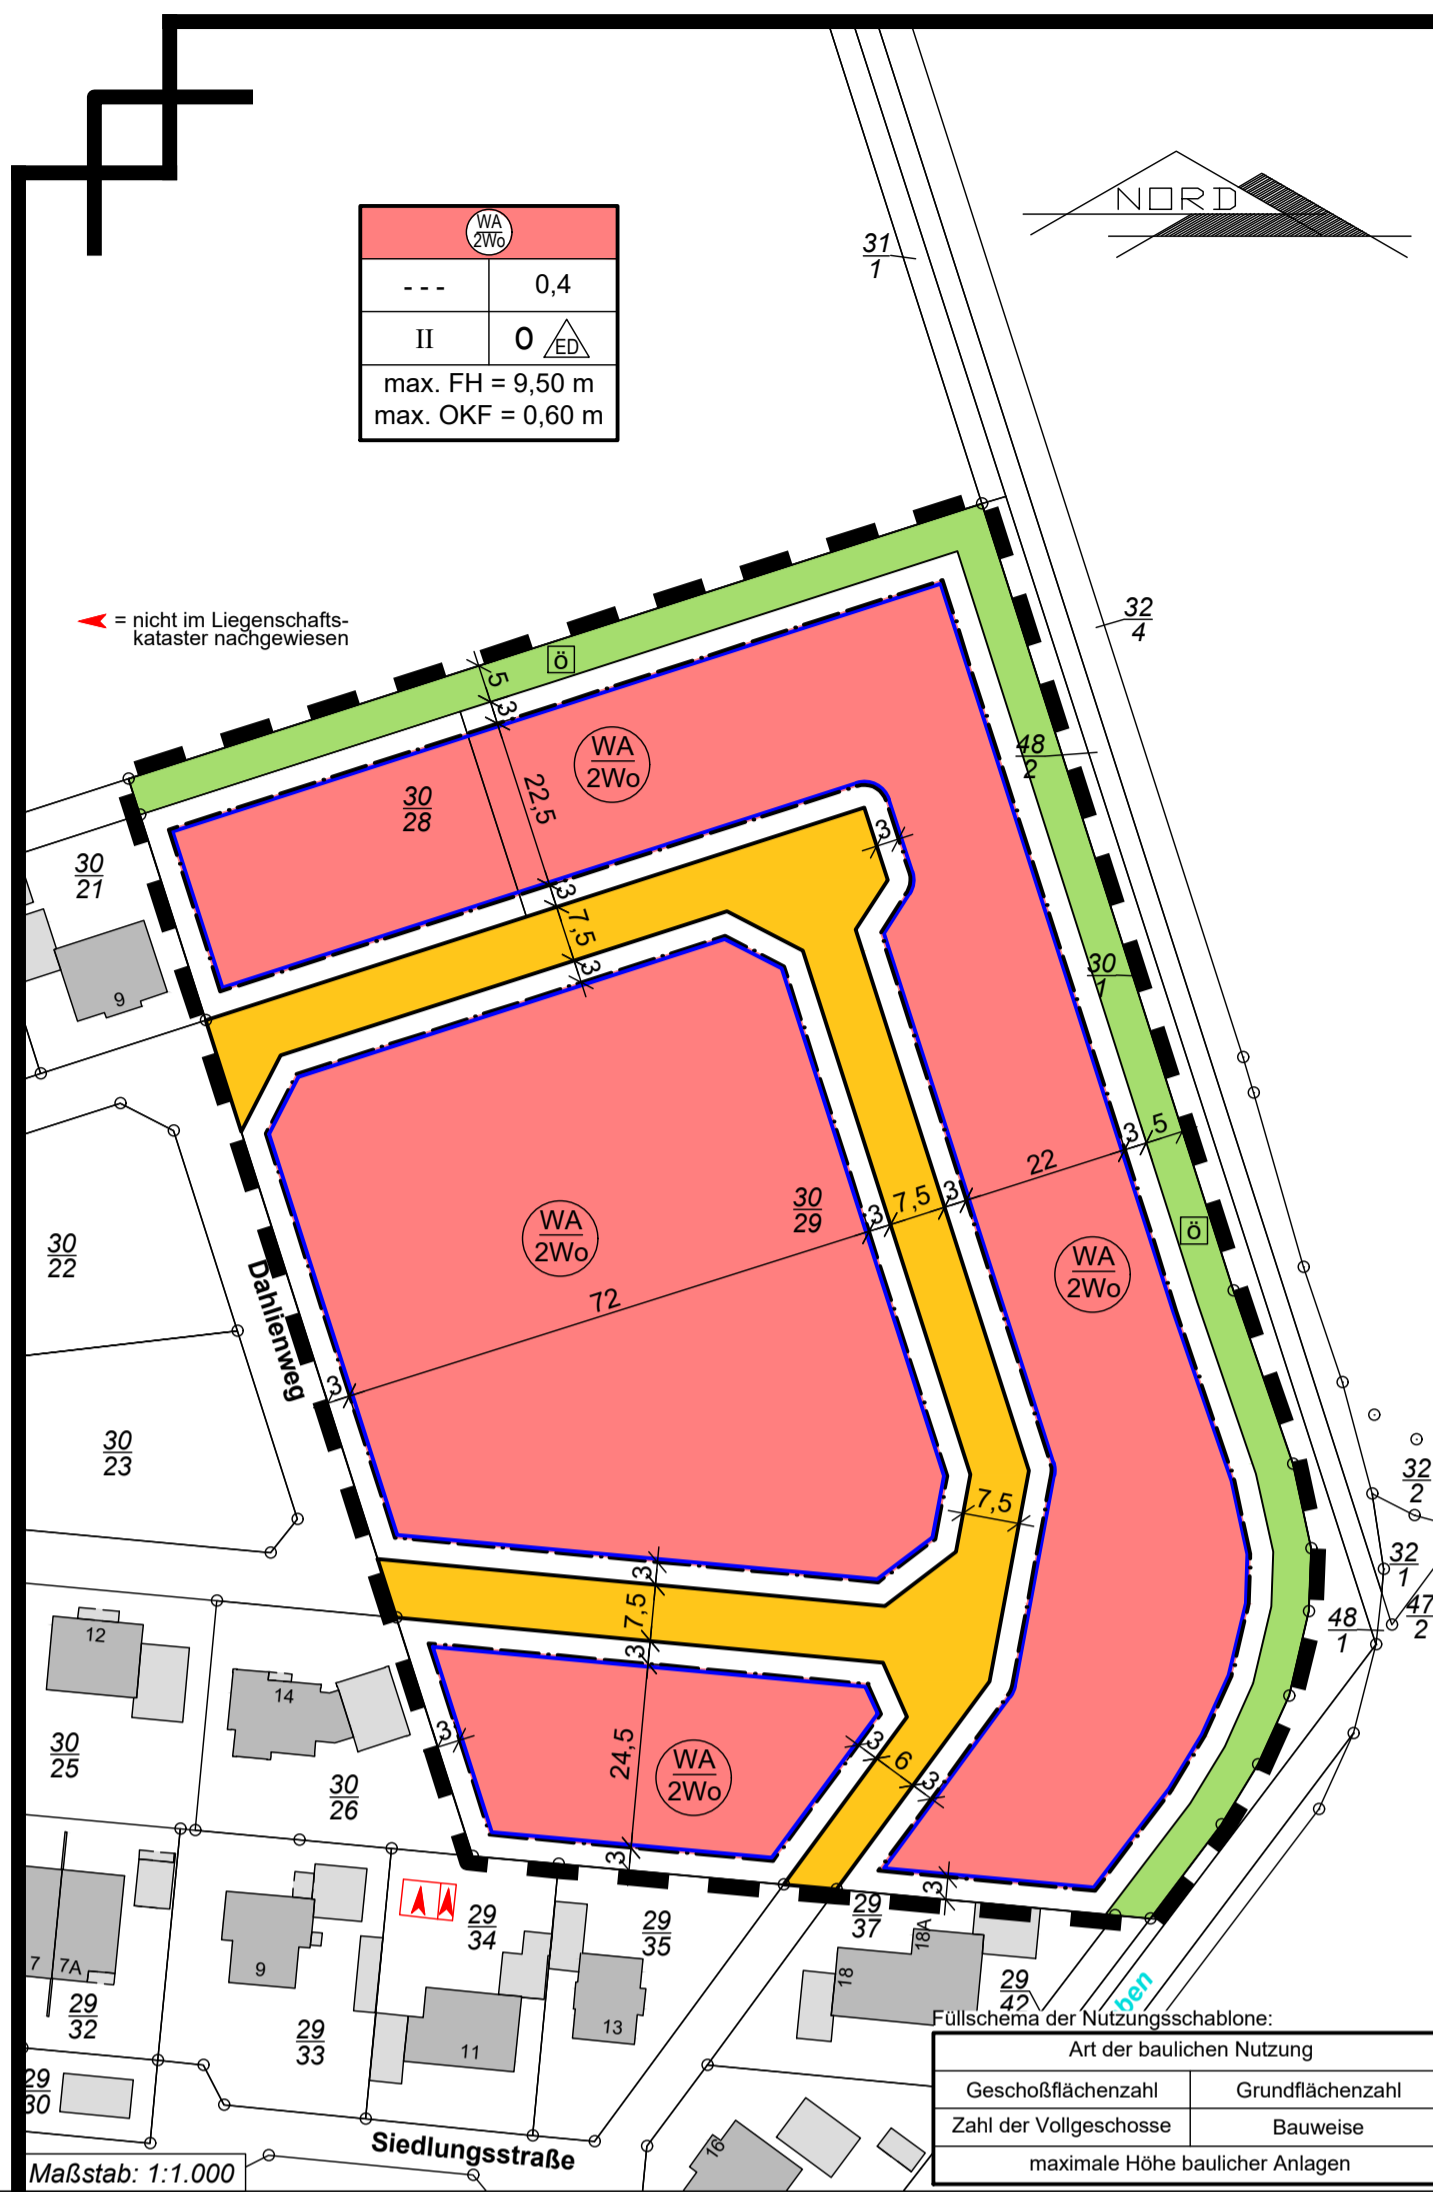 NORD
WA
2Wo
- - -
0,4
II
o ED
max. FH = 9,50 m
max. OKF = 0,60 m
31
1
= nicht im Liegenschafts-
kataster nachgewiesen
32
4
ö
5
3
WA
2Wo
48
2
22,5
30
28
3
3
7,5
3
30
21
9
30
1
3
5
22
ö
30
29
3
7,5
3
WA
2Wo
WA
2Wo
72
3
30
22
Dahlienweg
30
23
7,5
32
2
32
1
47
2
48
1
3
7,5
3
12
14
30
25
30
26
3
24,5
WA
2Wo
3
6
3
3
3
29
34
29
35
29
37
18A
18
29
42
ben
7
7A
9
29
32
29
33
11
13
29
30
16
Siedlungsstraße
Maßstab: 1:1.000
Füllschema der Nutzungsschablone:
Art der baulichen Nutzung
Geschoßflächenzahl
Grundflächenzahl
Zahl der Vollgeschosse
Bauweise
maximale Höhe baulicher Anlagen